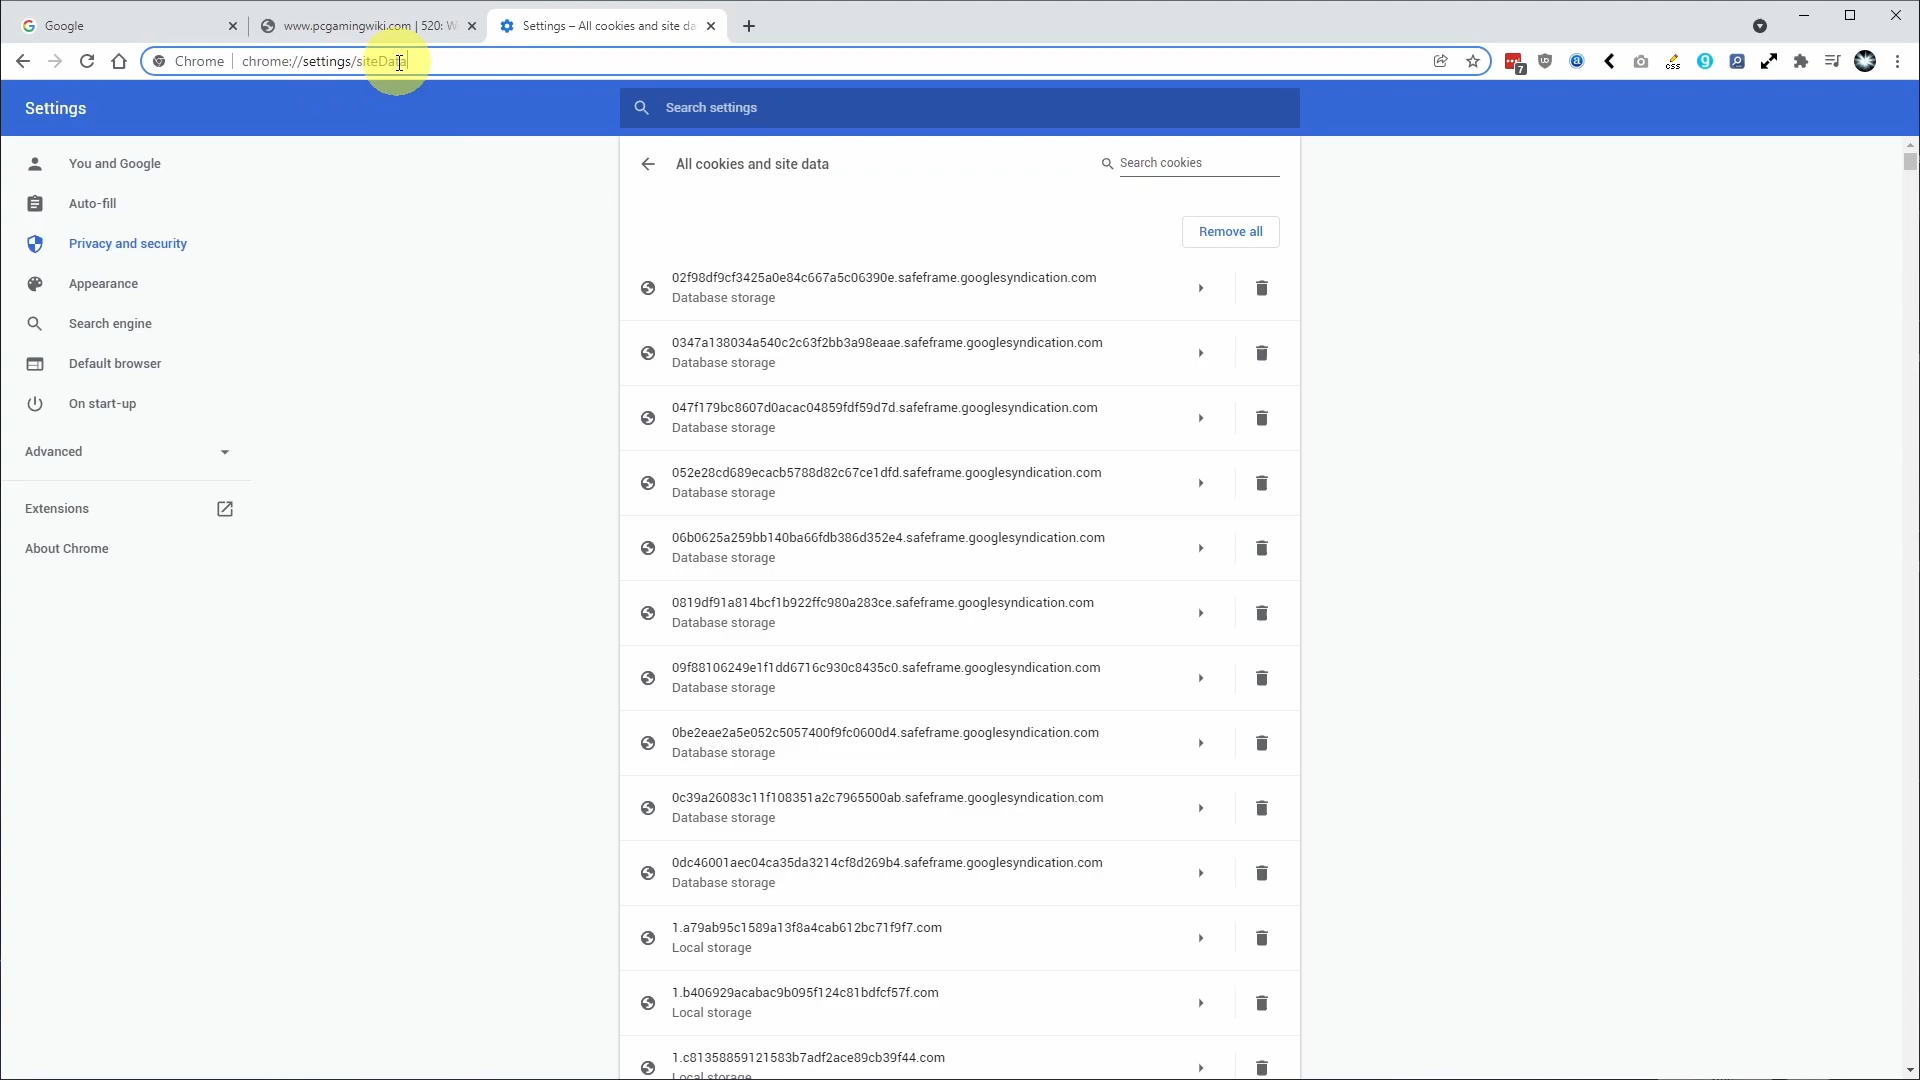 Google
www.pcgamingwiki.com | 520: W
Settings – All cookies and site da
Chrome
chrome://settings/siteData
7
css
Settings
Search settings
You and Google
Auto-fill
Privacy and security
Appearance
Search engine
Default browser
On start-up
Advanced
Extensions
About Chrome
All cookies and site data
Search cookies
Remove all
02f98df9cf3425a0e84c667a5c06390e.safeframe.googlesyndication.com
Database storage
0347a138034a540c2c63f2bb3a98eaae.safeframe.googlesyndication.com
Database storage
047f179bc8607d0acac04859fdf59d7d.safeframe.googlesyndication.com
Database storage
052e28cd689ecacb5788d82c67ce1dfd.safeframe.googlesyndication.com
Database storage
06b0625a259bb140ba66fdb386d352e4.safeframe.googlesyndication.com
Database storage
0819df91a814bcf1b922ffc980a283ce.safeframe.googlesyndication.com
Database storage
09f88106249e1f1dd6716c930c8435c0.safeframe.googlesyndication.com
Database storage
0be2eae2a5e052c5057400f9fc0600d4.safeframe.googlesyndication.com
Database storage
0c39a26083c11f108351a2c7965500ab.safeframe.googlesyndication.com
Database storage
0dc46001aec04ca35da3214cf8d269b4.safeframe.googlesyndication.com
Database storage
1.a79ab95c1589a13f8a4cab612bc71f9f7.com
Local storage
1.b406929acabac9b095f124c81bdfcf57f.com
Local storage
1.c81358859121583b7adf2ace89cb39f44.com
Local storage